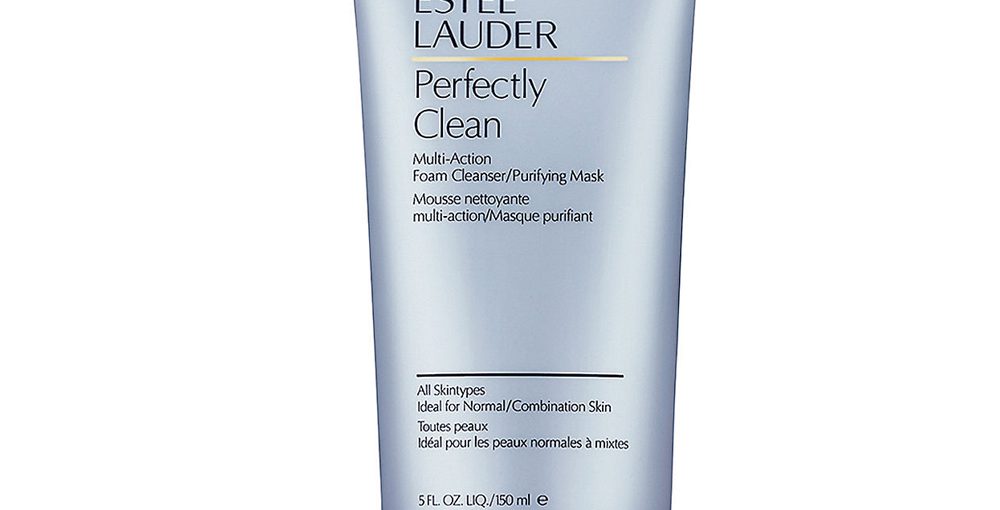 ESTEE
LAUDER
Perfectly
Clean
Multi-Action
Foam Cleanser/Purifying Mask
Mousse nettoyante
multi-action/Masque purifiant
All Skintypes
Ideal for Normal/Combination Skin
Toutes peaux
Idéal pour les peaux normales à mixtes
5 FL. OZ. LIQ./150 ml ℮